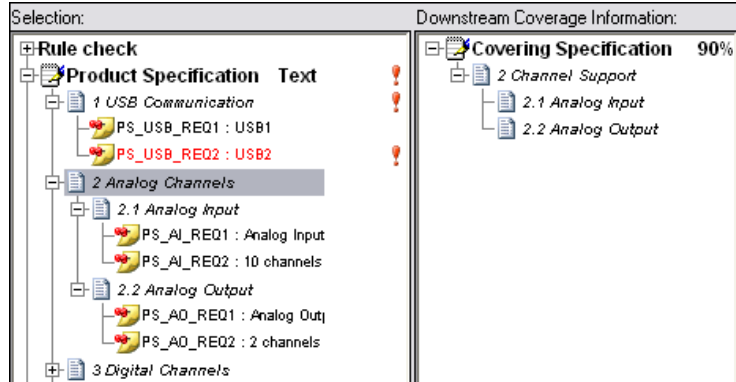 Selection:
Rule check
Product Specification Text
1 USB Communication
PS_USB_REQ1 : USB1
PS_USB_REQ2 : USB2
2 Analog Channels
2.1 Analog Input
PS_AI_REQ1 : Analog Input
PS_AI_REQ2 : 10 channels
2.2 Analog Output
PS_AO_REQ1 : Analog Outp
PS_AO_REQ2 : 2 channels
3 Digital Channels
Downstream Coverage Information:
Covering Specification 90%
2 Channel Support
2.1 Analog Input
2.2 Analog Output